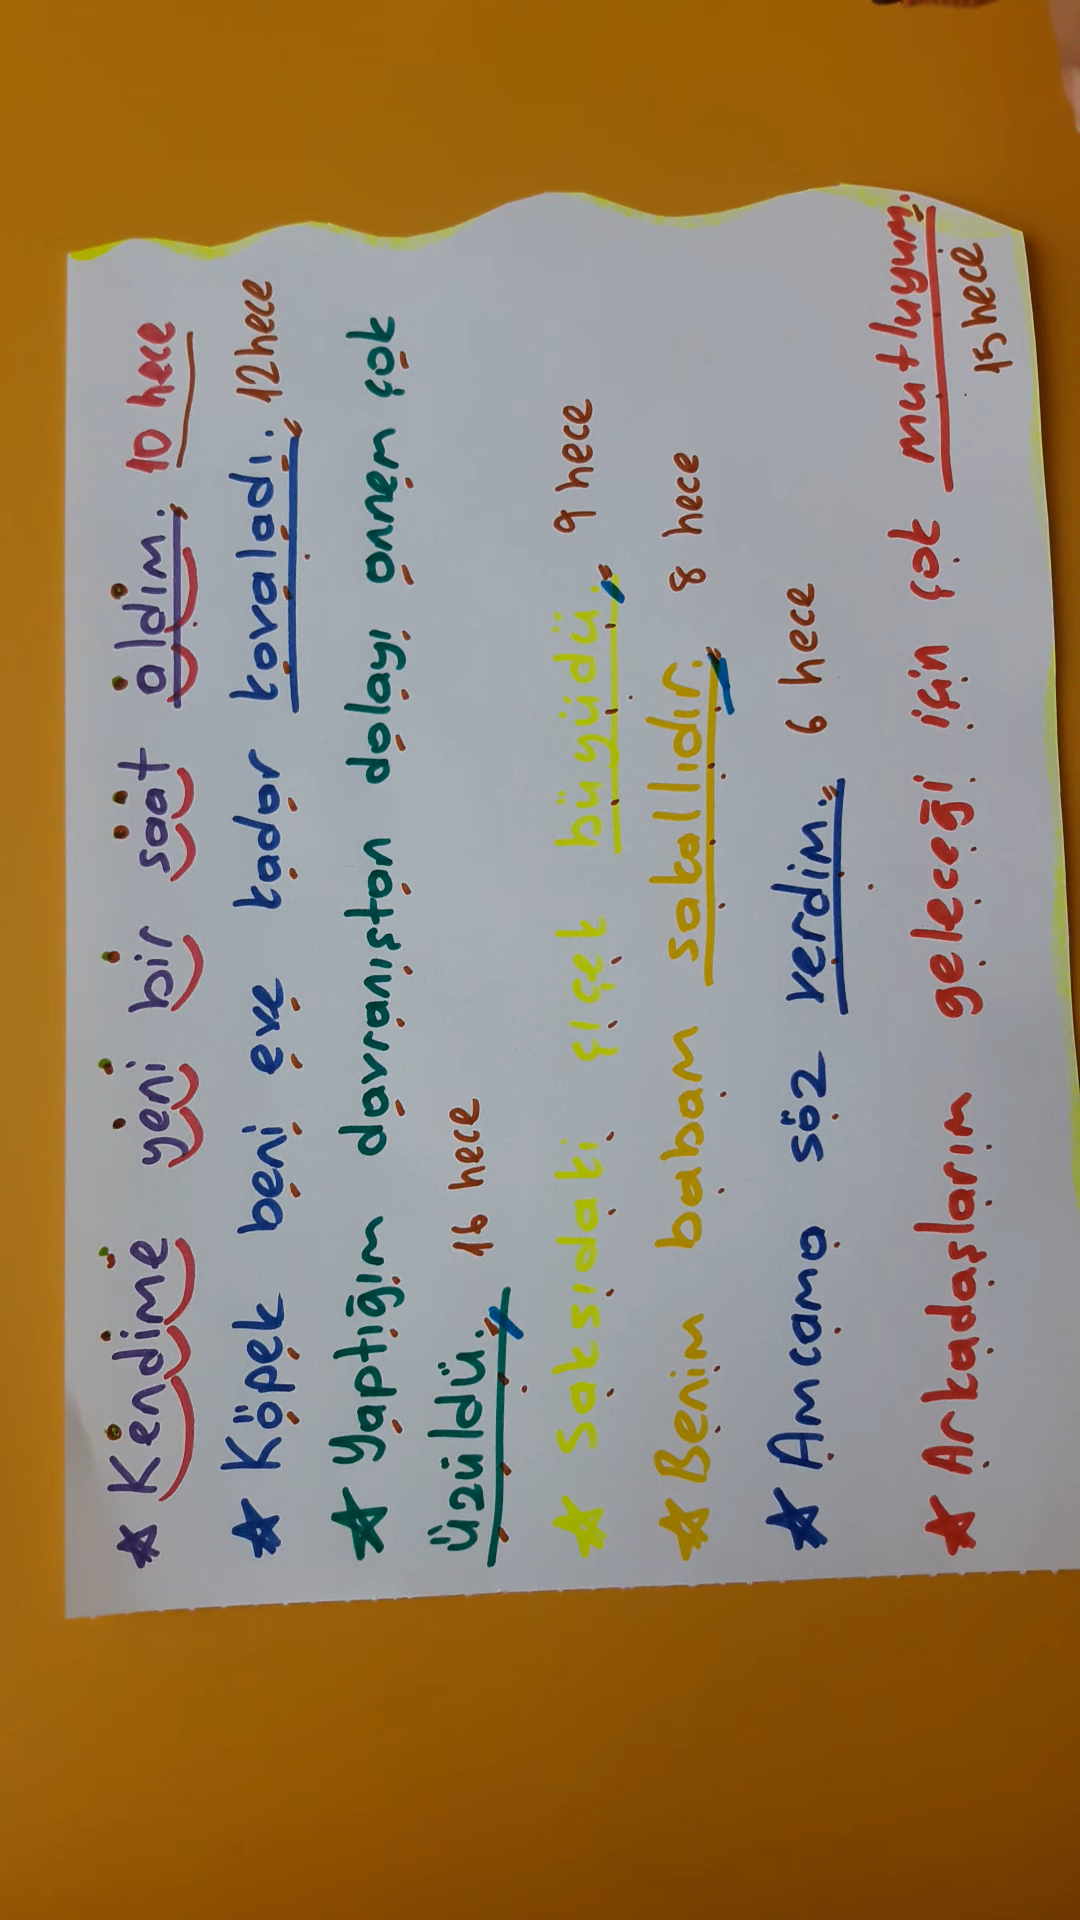 ☆ Kendime yeni bir saat aldım. 10 hece
☆ Köpek beni eve kadar kovaladı. 12 hece
☆ Yaptığım davranıştan dolayı annem çok
üzüldü. 16 hece
☆ Saksıdaki çiçek büyüdü. 9 hece
☆ Benim babam sakallıdır. 8 hece
☆ Amcama söz verdim. 6 hece
☆ Arkadaşlarım geleceği için çok mutluyum.
15 hece